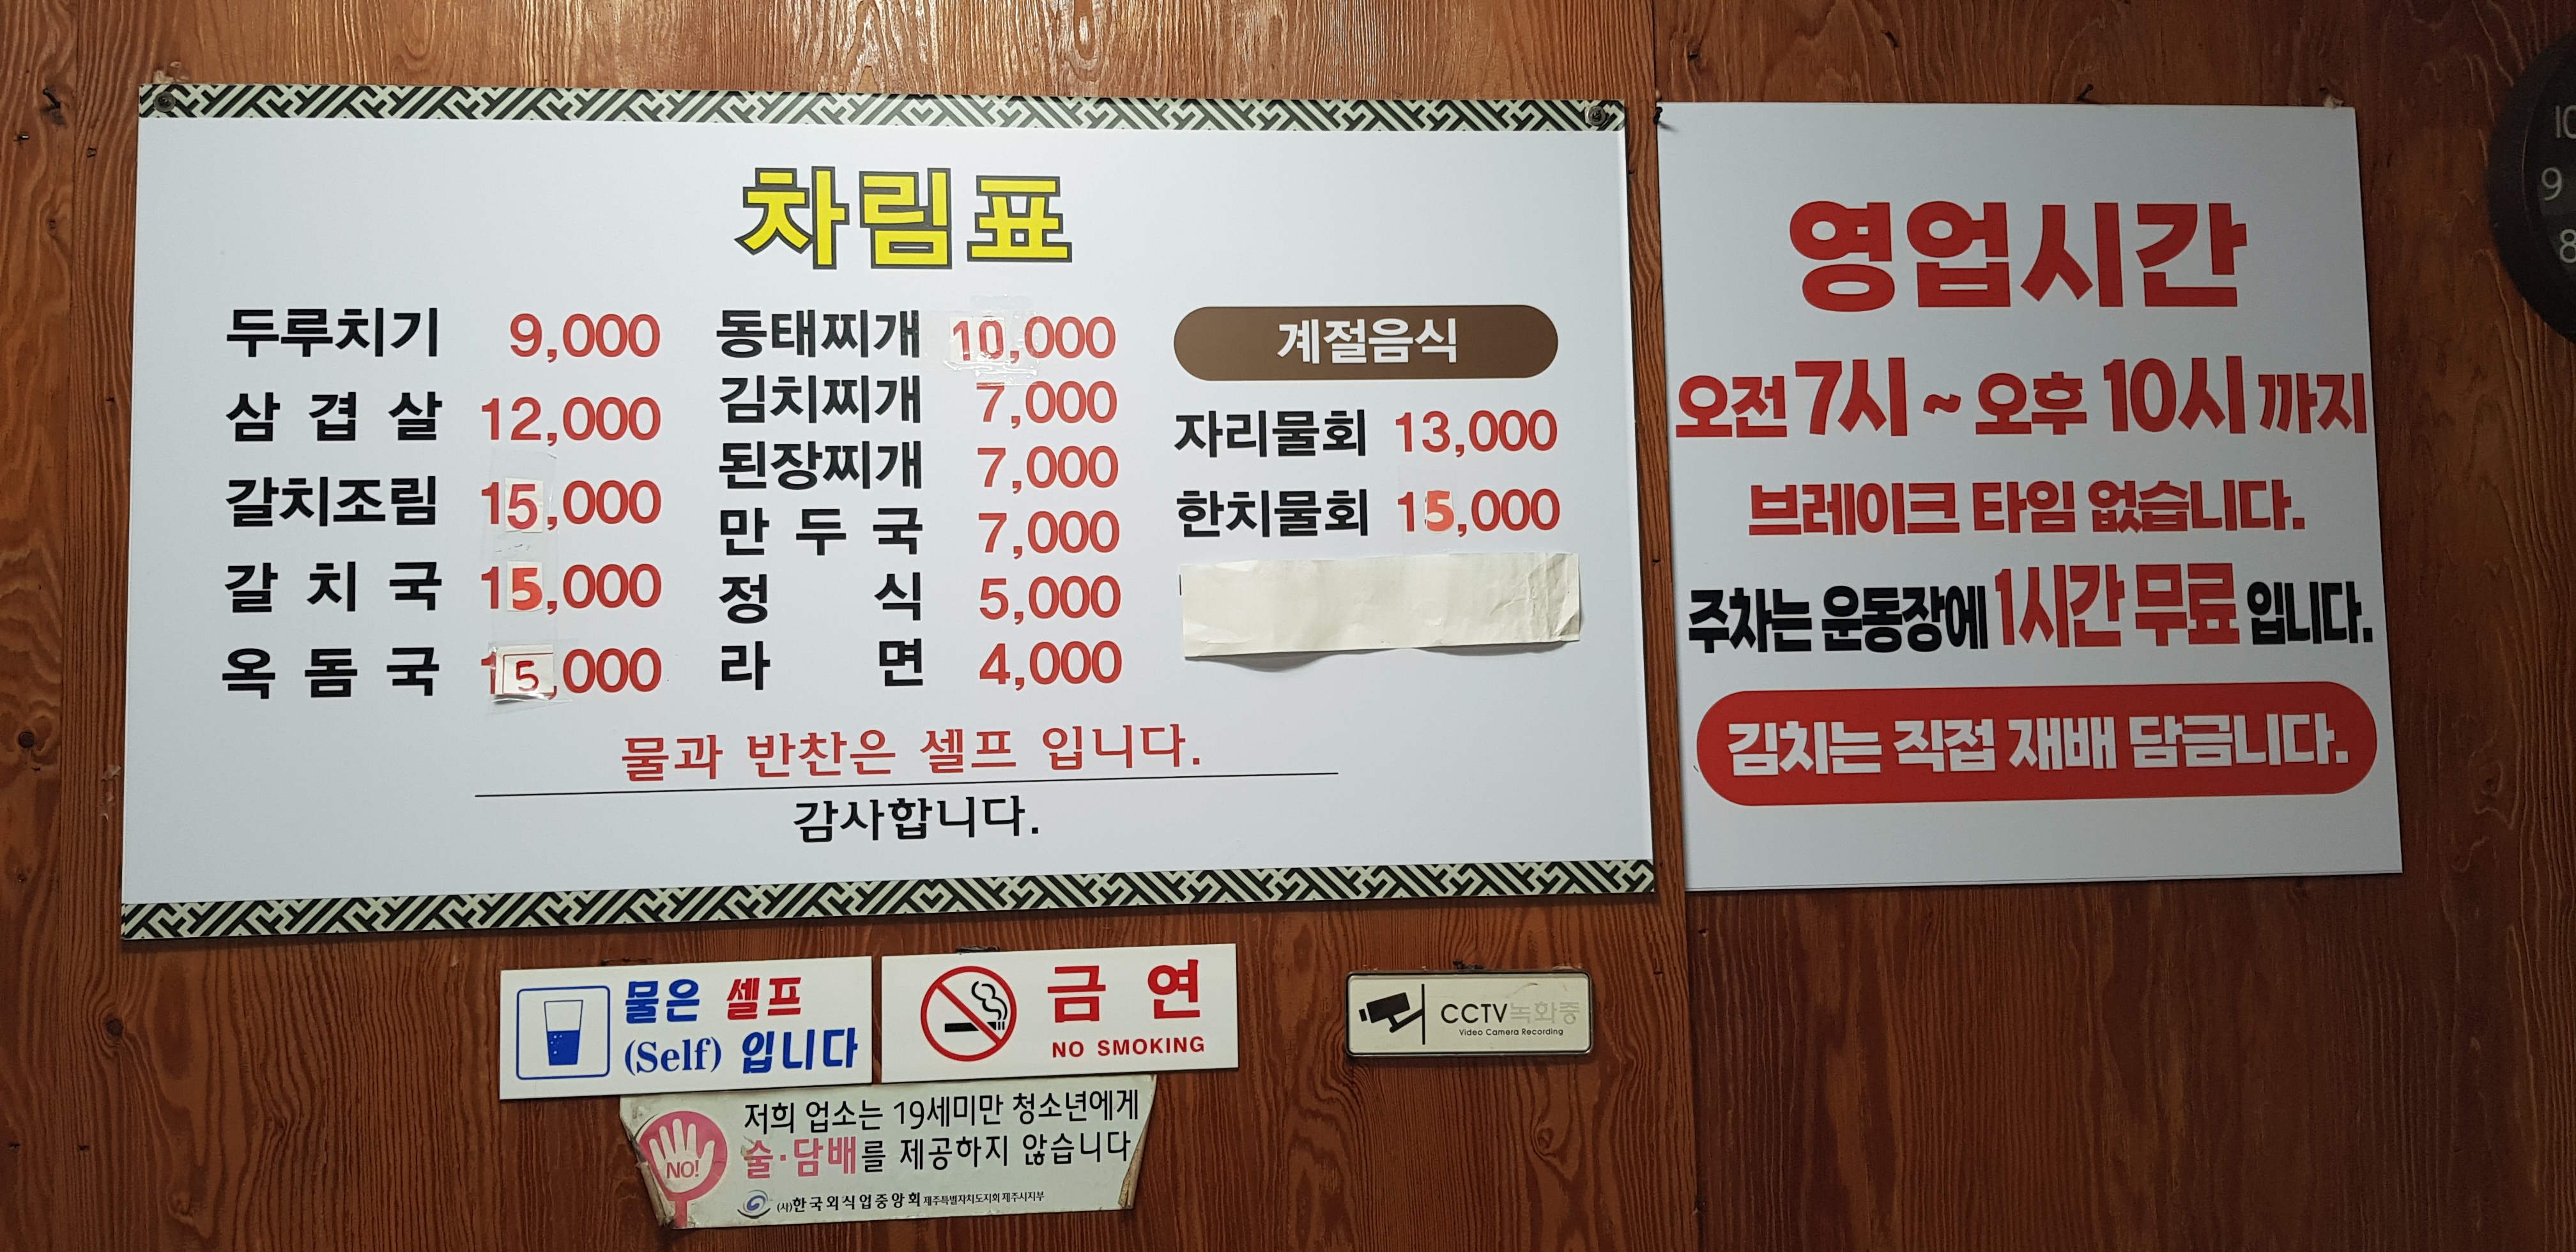 차림표
두루치기 9,000
삼겹살 12,000
갈치조림 15,000
갈치국 15,000
옥돔국 15,000
동태찌개 10,000
김치찌개 7,000
된장찌개 7,000
만두국 7,000
정식 5,000
라면 4,000
계절음식
자리물회 13,000
한치물회 15,000
물과 반찬은 셀프 입니다.
감사합니다.
영업시간
오전 7시 ~ 오후 10시 까지
브레이크 타임 없습니다.
주차는 운동장에 1시간 무료 입니다.
김치는 직접 재배 담금니다.
10
9
8
물은 셀프
(Self) 입니다
금연
NO SMOKING
CCTV녹화중
Video Camera Recording
저희 업소는 19세미만 청소년에게
술·담배를 제공하지 않습니다
NO!
(사)한국외식업중앙회 제주특별자치도지회 제주시지부